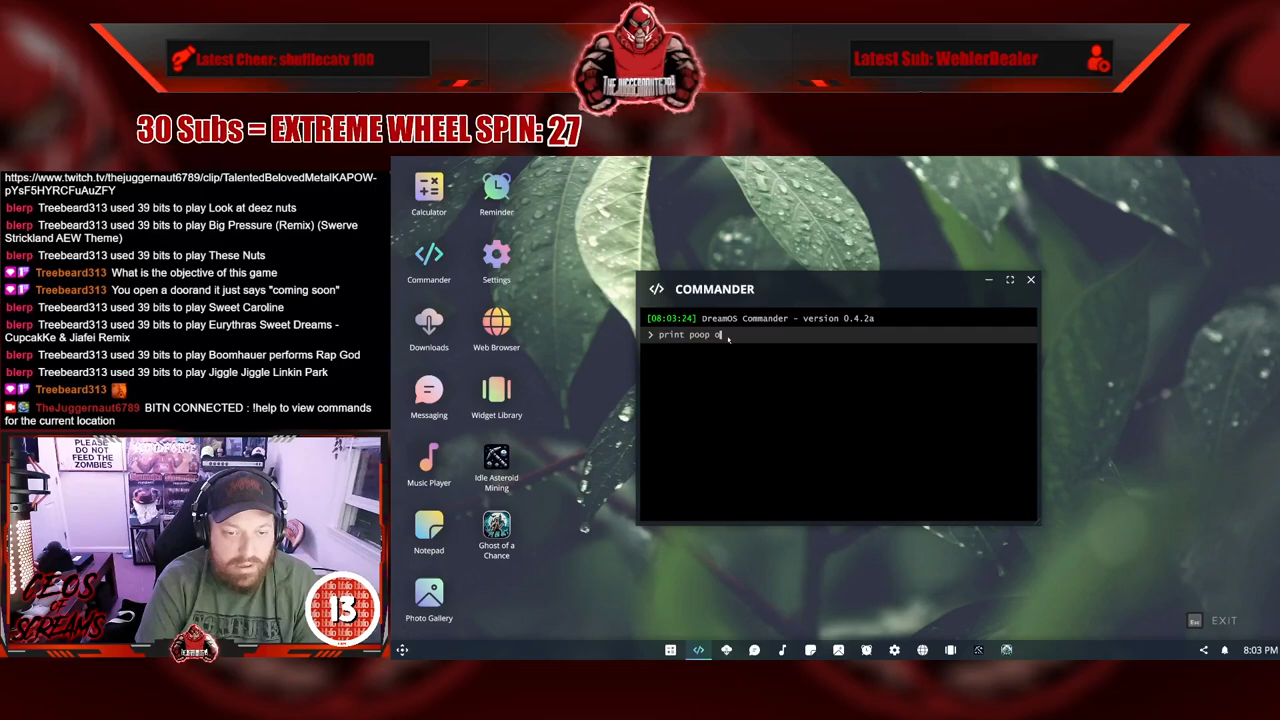 Latest Cheer: shufflecatv 100
THEJUGGERNAUT6789
Latest Sub: WehlerDealer
30 Subs = EXTREME WHEEL SPIN: 27
https://www.twitch.tv/thejuggernaut6789/clip/TalentedBelovedMetalKAPOW-
pYsF5HYRCFuAuZFY
blerp Treebeard313 used 39 bits to play Look at deez nuts
blerp Treebeard313 used 39 bits to play Big Pressure (Remix) (Swerve
Strickland AEW Theme)
blerp Treebeard313 used 39 bits to play These Nuts
Treebeard313 What is the objective of this game
Treebeard313 You open a doorand it just says "coming soon"
blerp Treebeard313 used 39 bits to play Sweet Caroline
blerp Treebeard313 used 39 bits to play Eurythras Sweet Dreams -
CupcakKe & Jiafei Remix
blerp Treebeard313 used 39 bits to play Boomhauer performs Rap God
blerp Treebeard313 used 39 bits to play Jiggle Jiggle Linkin Park
Treebeard313
TheJuggernaut6789 BITN CONNECTED : !help to view commands
for the current location
PLEASE
DO NOT
FEED THE
ZOMBIES
GEOS
OF
SCREAMS
13
Calculator
Reminder
Commander
Settings
Downloads
Web Browser
Messaging
Widget Library
Music Player
Idle Asteroid
Mining
Notepad
Ghost of a
Chance
Photo Gallery
</> COMMANDER
[08:03:24] DreamOS Commander - version 0.4.2a
> print poop o
Esc EXIT
8:03 PM